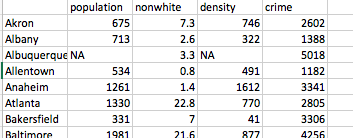 population nonwhite density crime
Akron 675 7.3 746 2602
Albany 713 2.6 322 1388
Albuquerque NA 3.3 NA 5018
Allentown 534 0.8 491 1182
Anaheim 1261 1.4 1612 3341
Atlanta 1330 22.8 770 2805
Bakersfield 331 7 41 3306
Baltimore 1981 21.6 877 4256